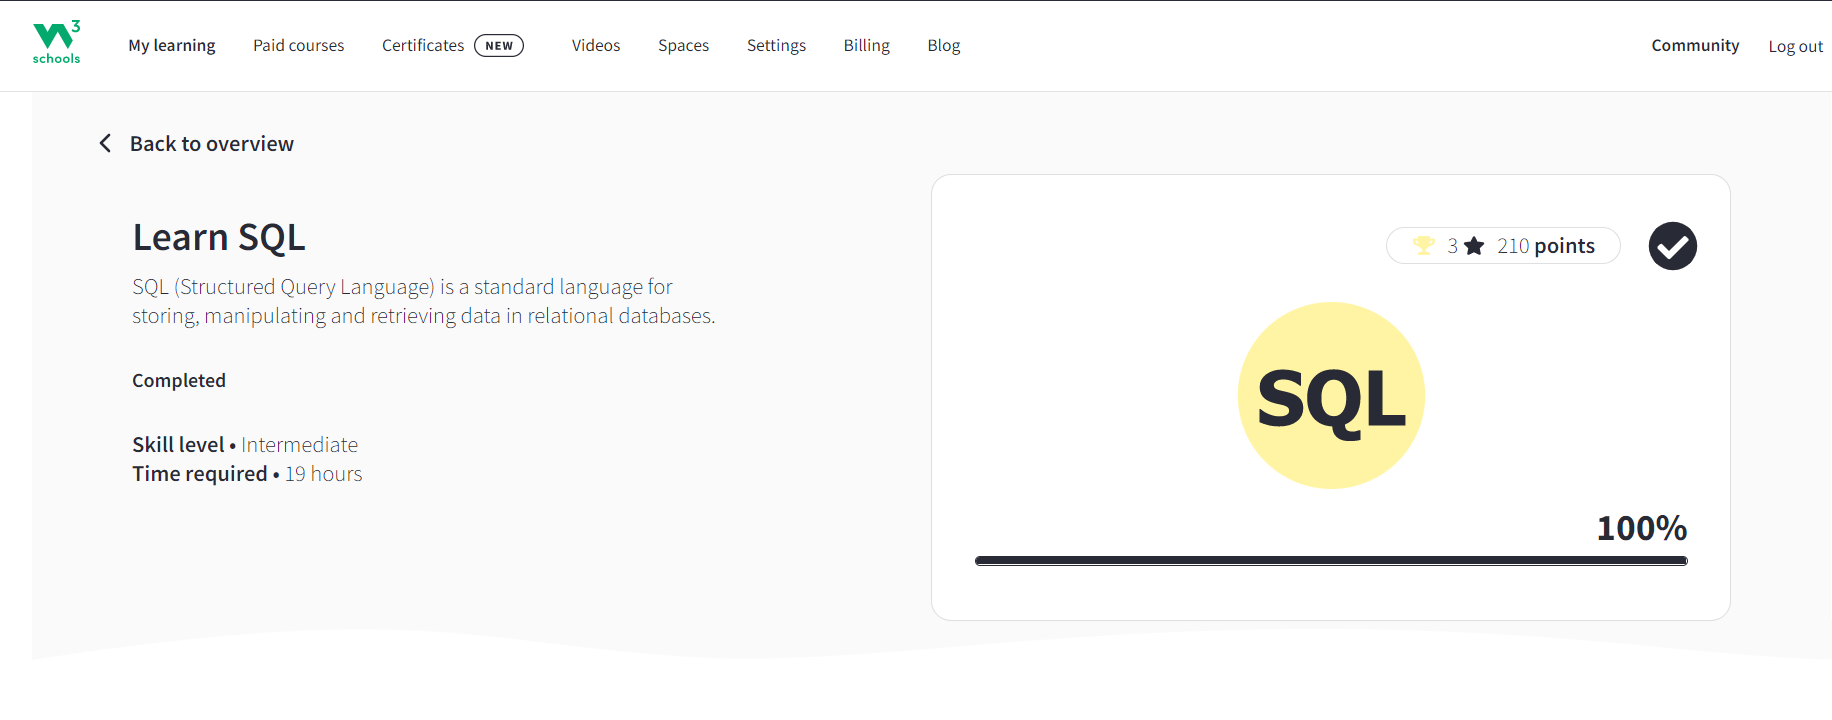 W3 schools
My learning
Paid courses
Certificates NEW
Videos
Spaces
Settings
Billing
Blog
Community
Log out
Back to overview
Learn SQL
SQL (Structured Query Language) is a standard language for
storing, manipulating and retrieving data in relational databases.
Completed
Skill level • Intermediate
Time required • 19 hours
3 ★ 210 points
SQL
100%